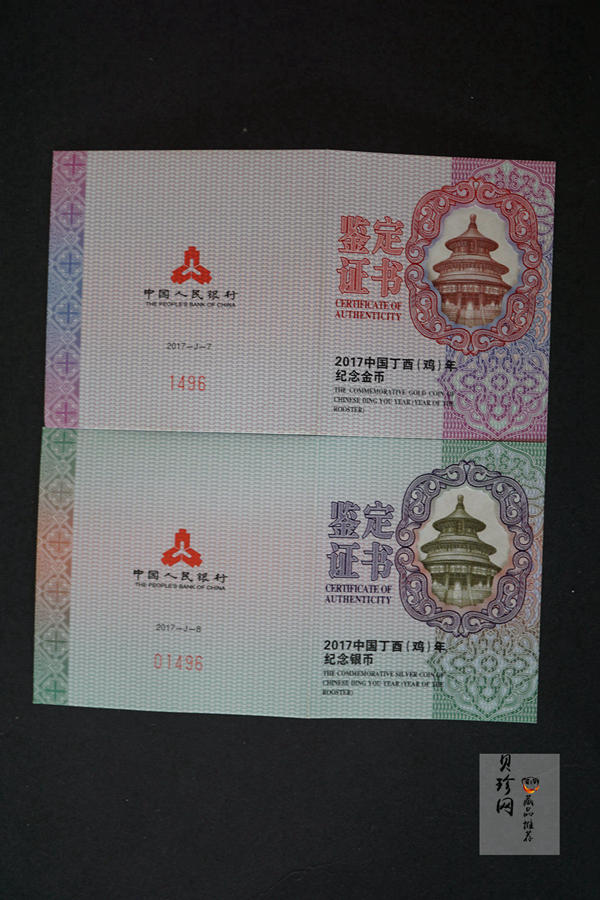 中国人民银行
THE PEOPLE'S BANK OF CHINA
2017-J-7
1496
鉴定
证书
CERTIFICATE OF
AUTHENTICITY
2017中国丁酉（鸡）年
纪念金币
THE COMMEMORATIVE GOLD COIN OF
CHINESE DING YOU YEAR (YEAR OF THE
ROOSTER)
中国人民银行
THE PEOPLE'S BANK OF CHINA
2017-J-8
01496
鉴定
证书
CERTIFICATE OF
AUTHENTICITY
2017中国丁酉（鸡）年
纪念银币
THE COMMEMORATIVE SILVER COIN OF
CHINESE DING YOU YEAR (YEAR OF THE
ROOSTER)
贝珍网
藏品推荐